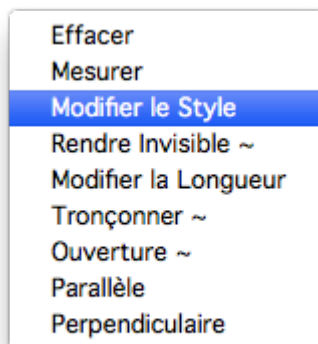 Effacer
Mesurer
Modifier le Style
Rendre Invisible ~
Modifier la Longueur
Tronçonner ~
Ouverture ~
Parallèle
Perpendiculaire